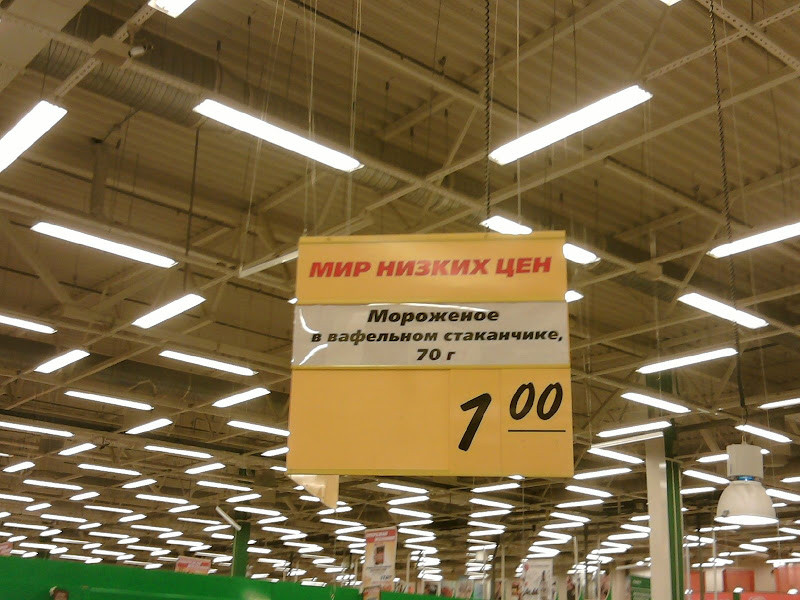 МИР НИЗКИХ ЦЕН
Мороженое
в вафельном стаканчике,
70 г
1 00